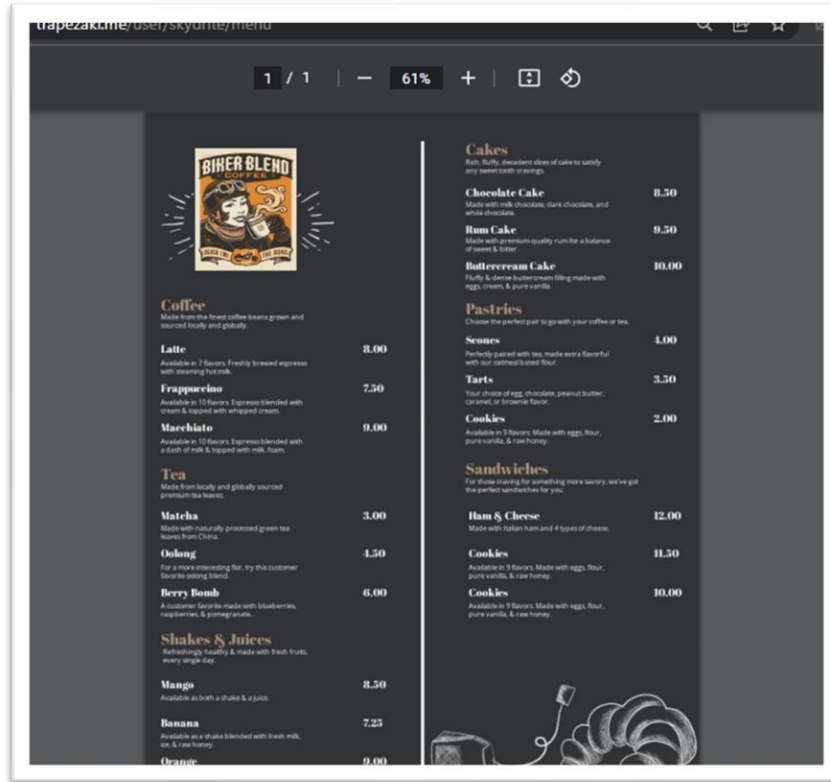 trapezaki.me/user/skydrite/menu
1 / 1
61%
BIKER BLEND
COFFEE
Coffee
Made from the finest coffee beans grown and
sourced locally and globally.
Latte 8.00
Available in 7 flavors. Freshly brewed espresso
with steaming hot milk.
Frappuccino 7.50
Available in 10 flavors. Espresso blended with
cream & topped with whipped cream.
Macchiato 9.00
Available in 10 flavors. Espresso blended with
a dash of milk & topped with milk foam.
Tea
Made from locally and globally sourced
premium tea leaves.
Matcha 3.00
Made with naturally processed green tea
leaves from China.
Oolong 4.50
For a more interesting flor, try this customer
favorite oolong blend.
Berry Bomb 6.00
A customer favorite made with blueberries,
raspberries, & pomegranate.
Shakes & Juices
Refreshingly healthy & made with fresh fruits,
every single day.
Mango 8.50
Available as both a shake & a juice.
Banana 7.25
Available as a shake blended with fresh milk,
ice, & raw honey.
Orange 9.00
Cakes
Rich, fluffy, decadent slices of cake to satisfy
any sweet tooth cravings.
Chocolate Cake 8.50
Made with milk chocolate, dark chocolate, and
white chocolate.
Rum Cake 9.50
Made with premium quality rum for a balance
of sweet & bitter.
Buttercream Cake 10.00
Fluffy & dense buttercream filling made with
eggs, cream, & pure vanilla.
Pastries
Choose the perfect pair to go with your coffee or tea.
Scones 4.00
Perfectly paired with tea, made extra flavorful
with our oatmeal based flour.
Tarts 3.50
Your choice of egg, chocolate, peanut butter,
caramel, or brownie flavor.
Cookies 2.00
Available in 9 flavors. Made with eggs, flour,
pure vanilla, & raw honey.
Sandwiches
For those craving for something more savory, we've got
the perfect sandwiches for you.
Ham & Cheese 12.00
Made with Italian ham and 4 types of cheese.
Cookies 11.50
Available in 9 flavors. Made with eggs, flour,
pure vanilla, & raw honey.
Cookies 10.00
Available in 9 flavors. Made with eggs, flour,
pure vanilla, & raw honey.